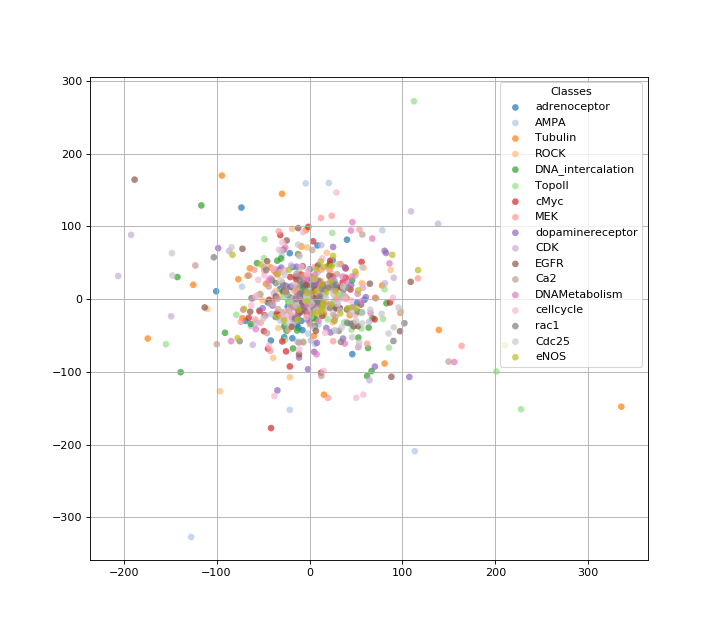 300
200
100
0
−100
−200
−300
−200
−100
0
100
200
300
Classes
adrenoceptor
AMPA
Tubulin
ROCK
DNA_intercalation
TopoII
cMyc
MEK
dopaminereceptor
CDK
EGFR
Ca2
DNAMetabolism
cellcycle
rac1
Cdc25
eNOS